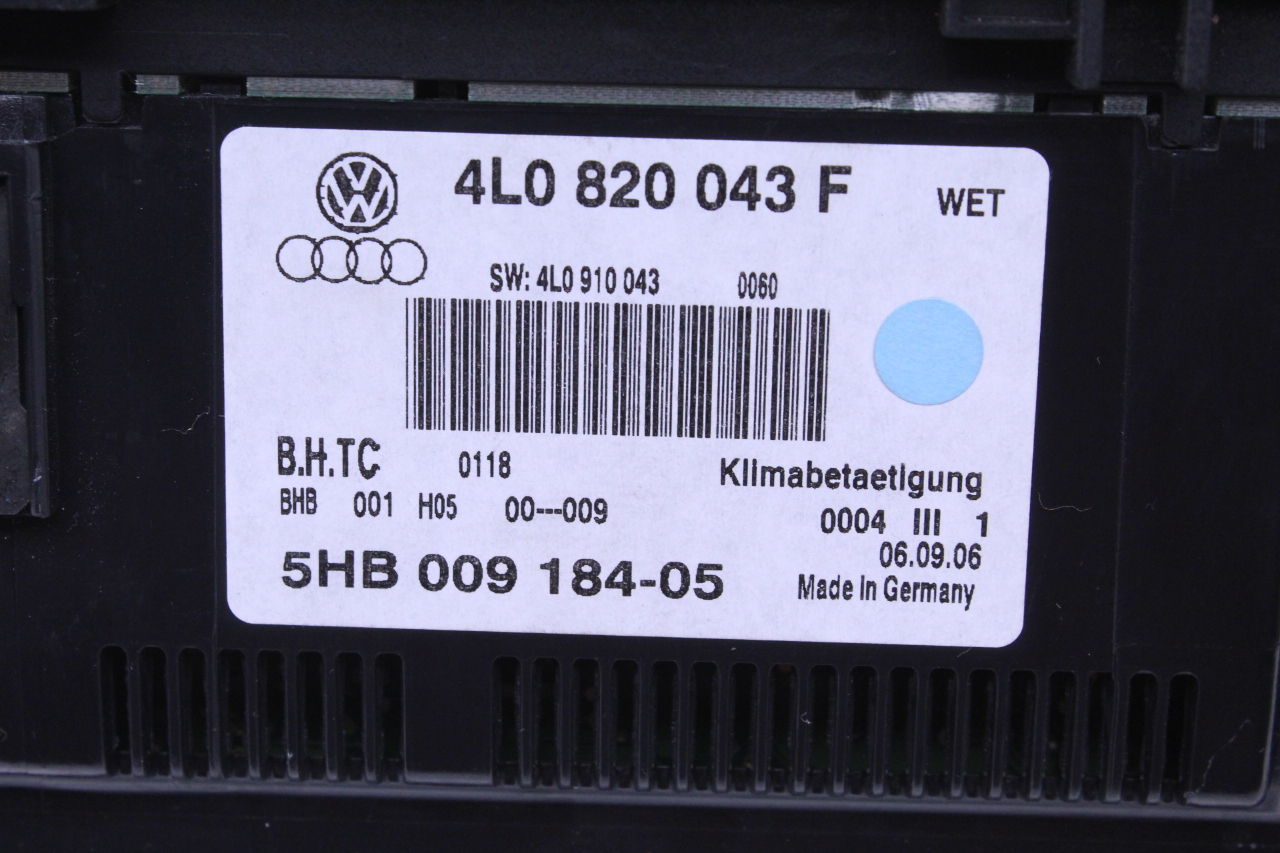 4L0 820 043 F WET
SW: 4L0 910 043 0060
B.H.TC 0118 Klimabetaetigung
BHB 001 H05 00---009 0004 III 1
06.09.06
5HB 009 184-05 Made in Germany